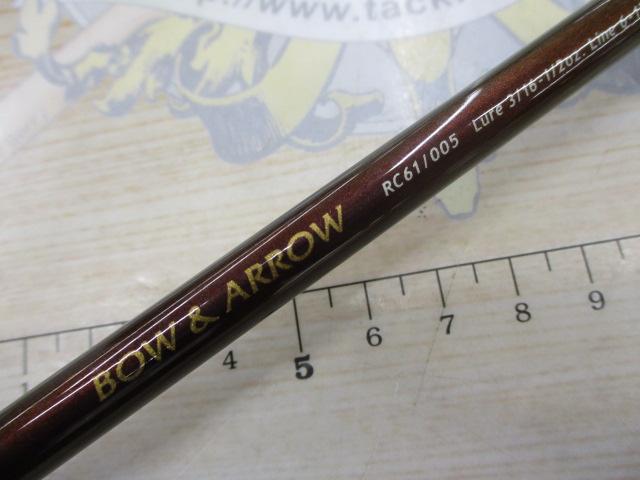 http://www.tack
BOW & ARROW RC61/005 Lure 3/16-1/2oz. Line 6
4 5 6 7 8 9